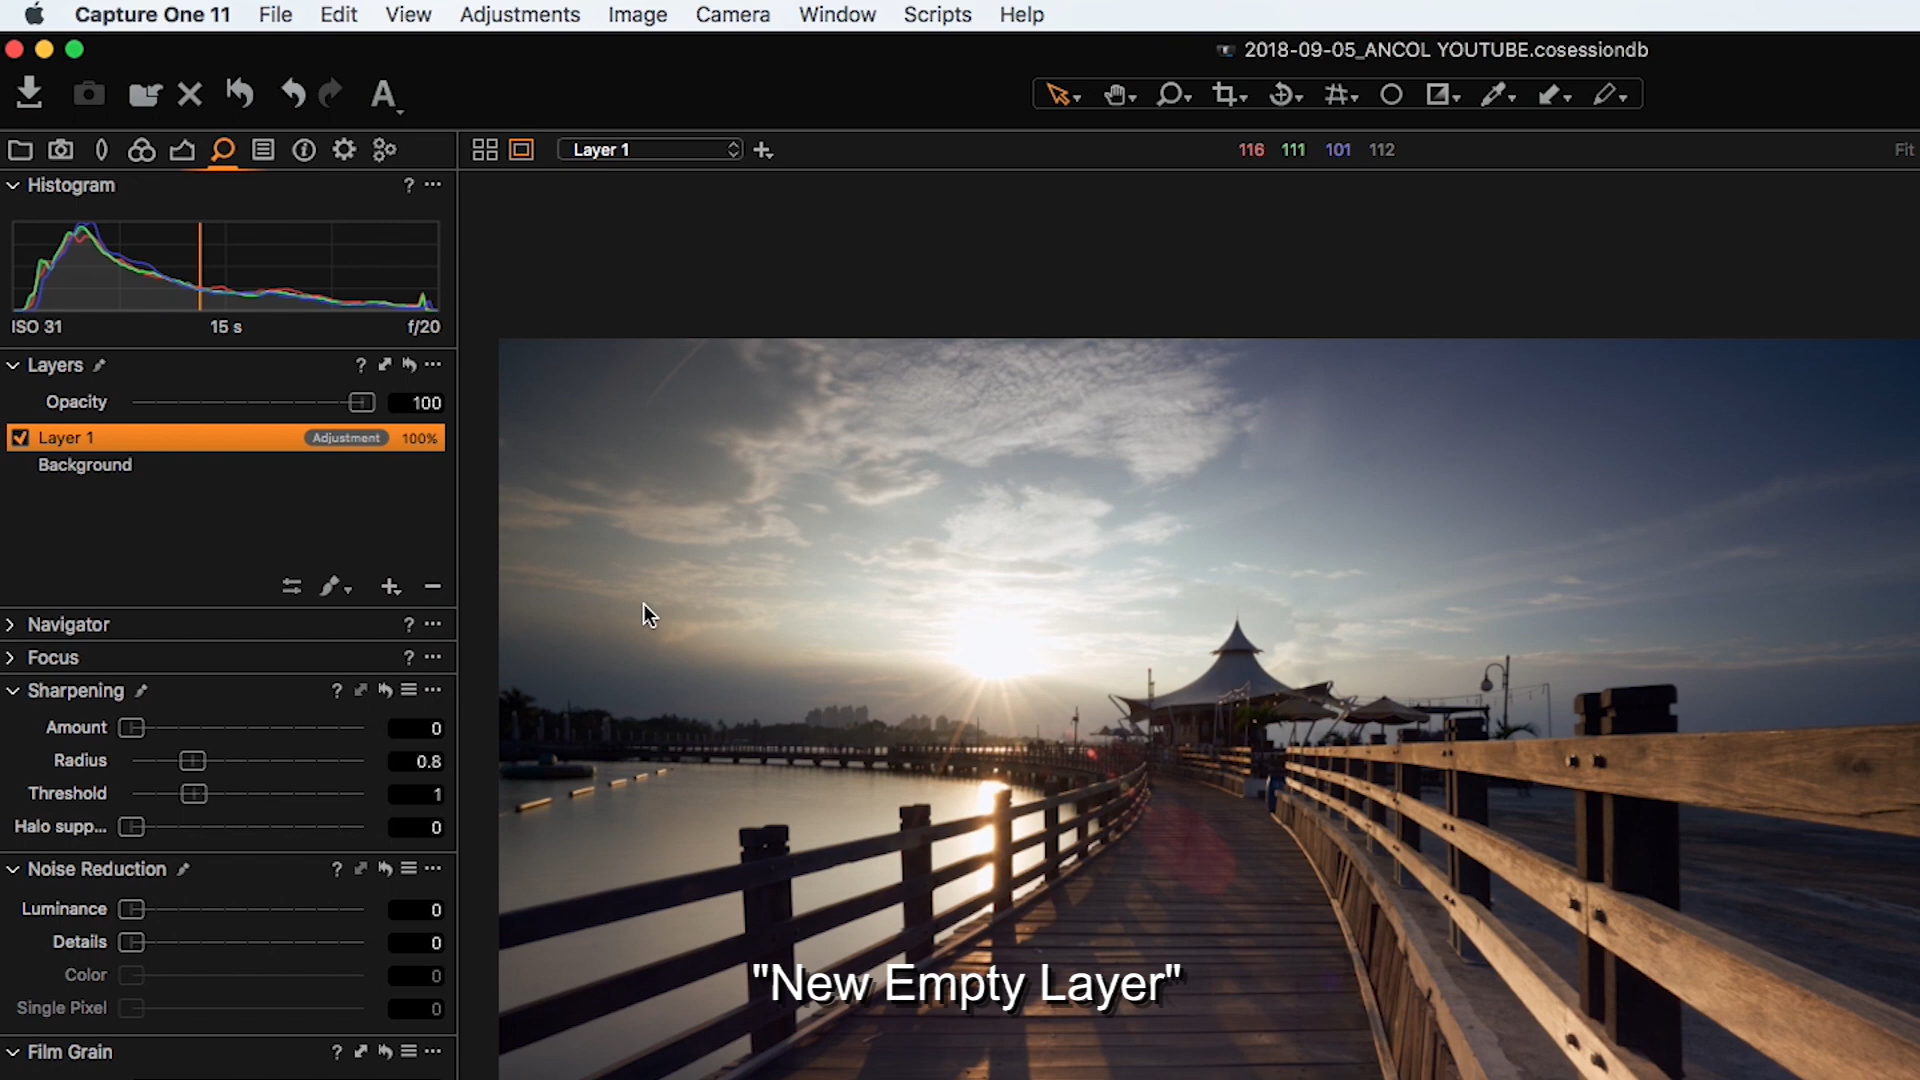 Capture One 11 File Edit View Adjustments Image Camera Window Scripts Help
2018-09-05_ANCOL YOUTUBE.cosessiondb
A
Layer 1
116 111 101 112
Fit
Histogram ?
ISO 31 15 s f/20
Layers ?
Opacity 100
Layer 1 Adjustment 100%
Background
Navigator ?
Focus ?
Sharpening ?
Amount 0
Radius 0.8
Threshold 1
Halo supp... 0
Noise Reduction ?
Luminance 0
Details 0
Color 0
Single Pixel 0
Film Grain ?
"New Empty Layer"